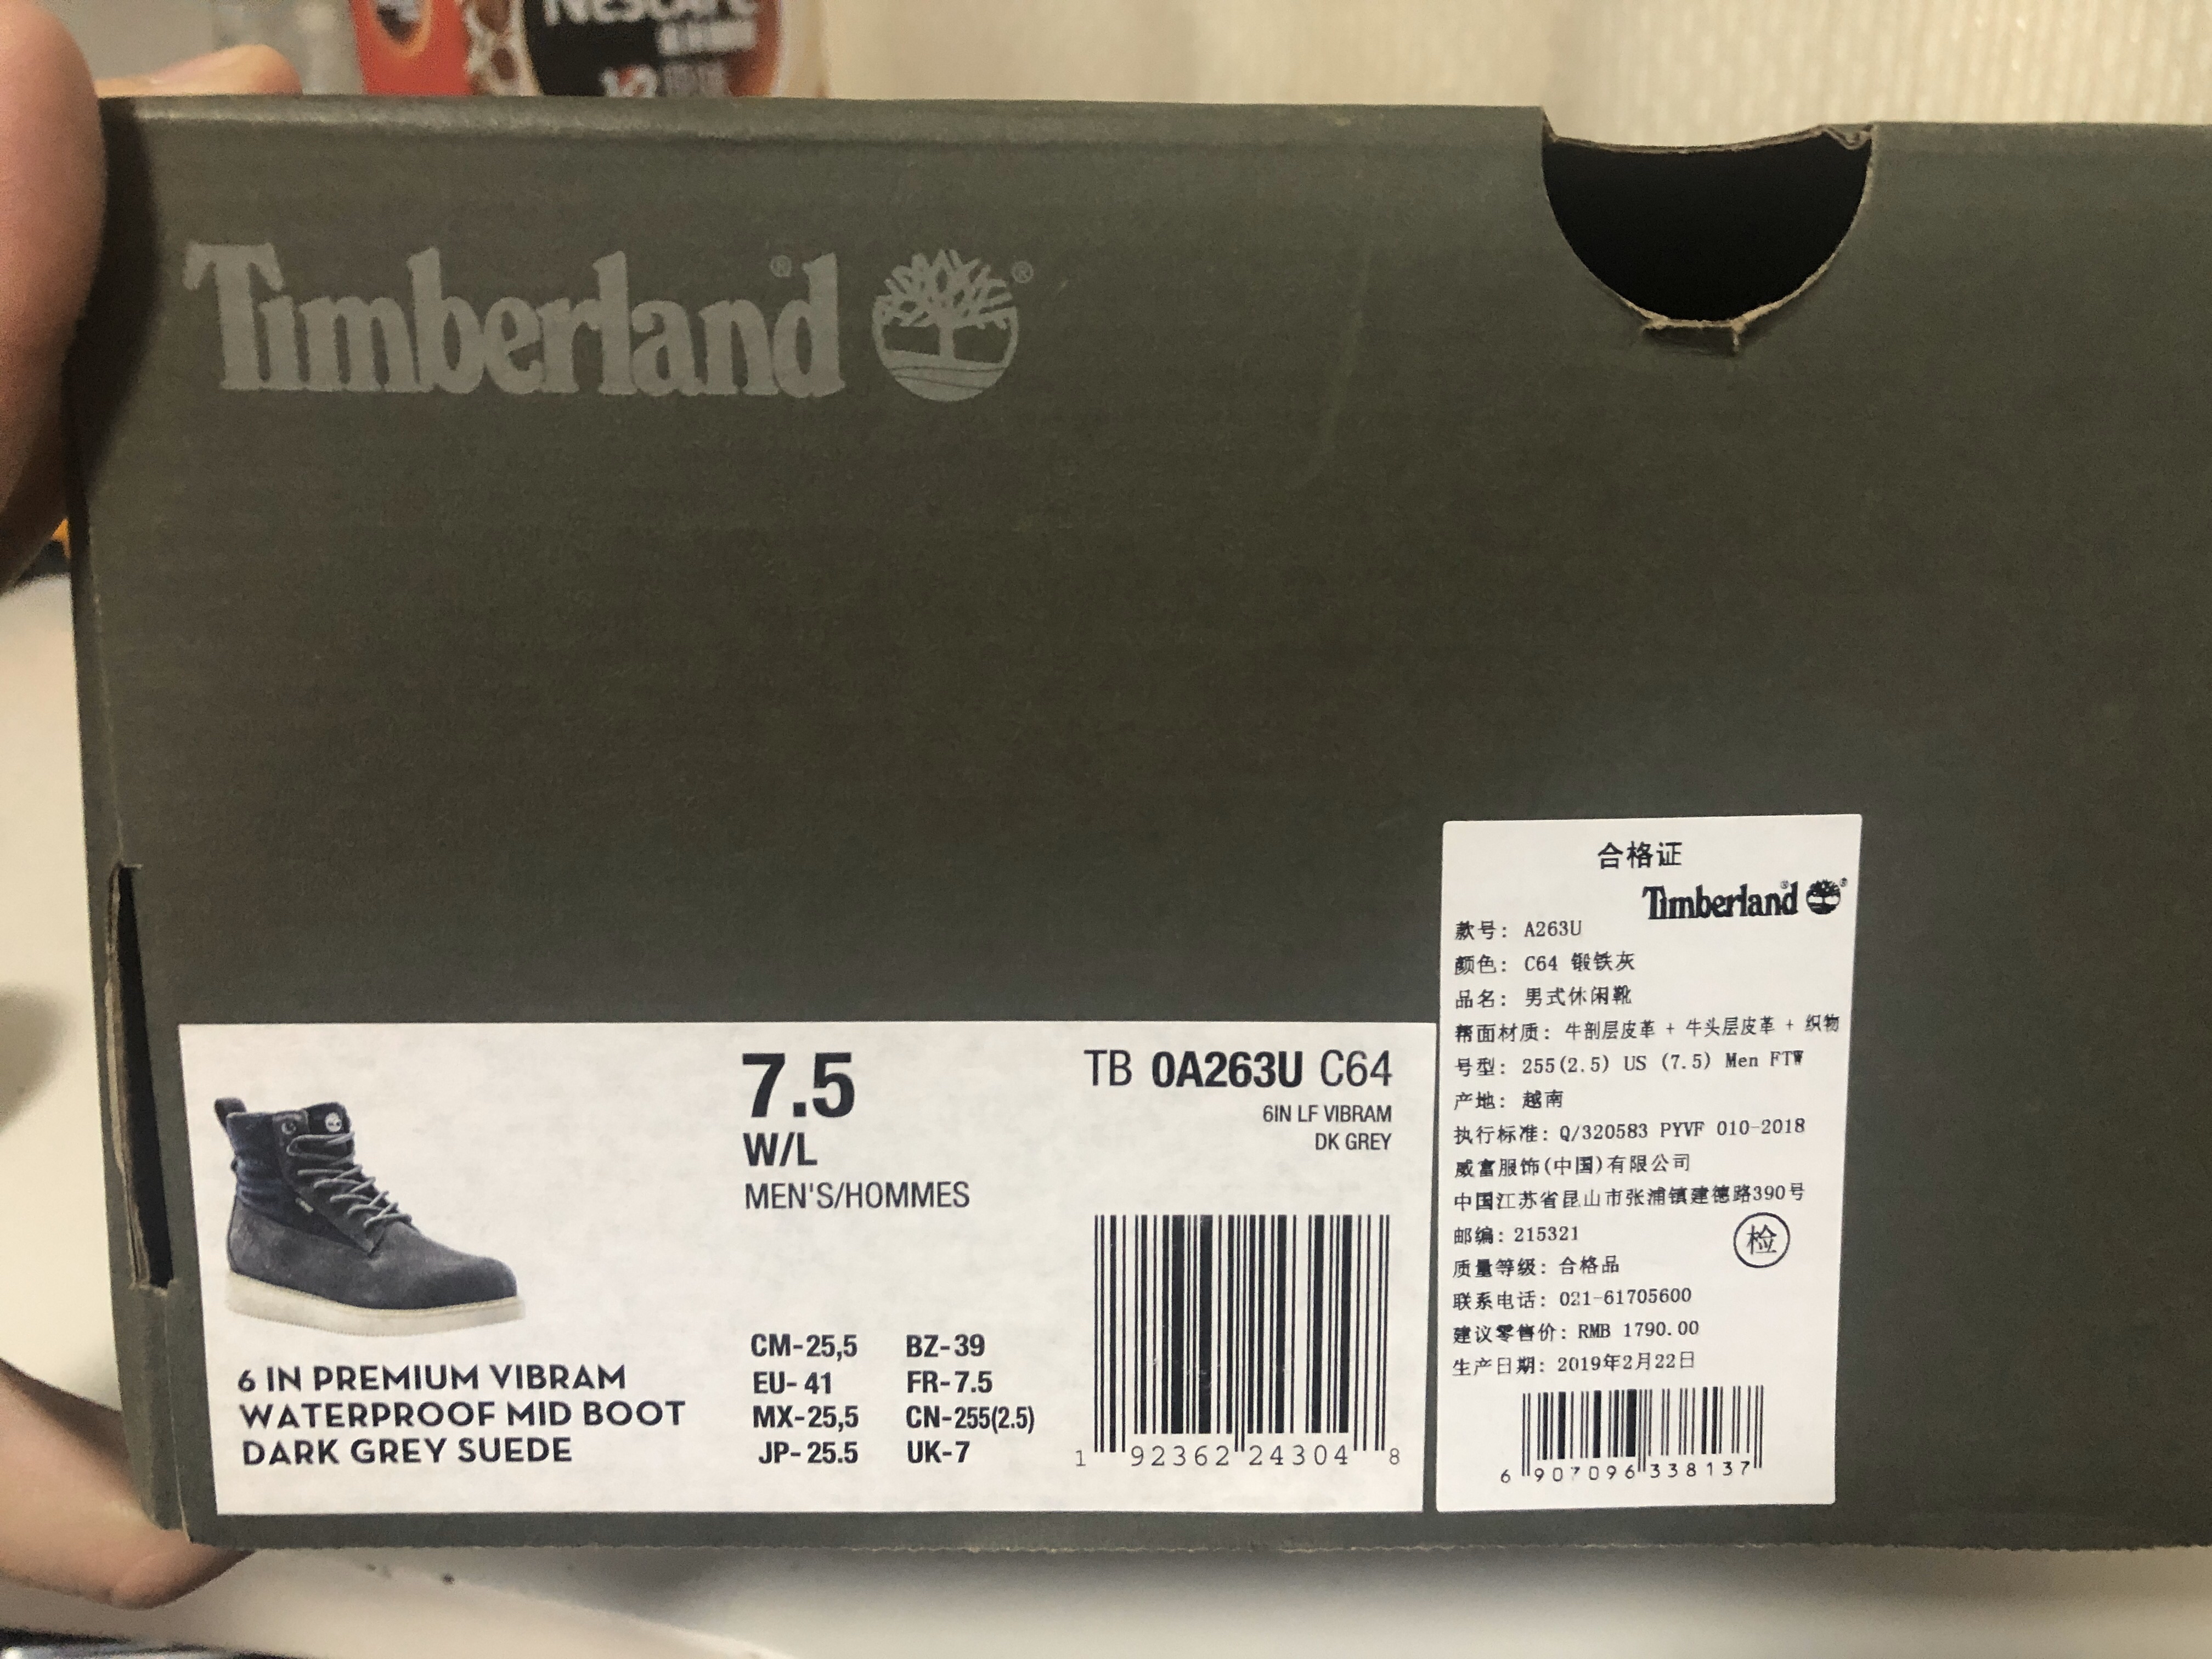 NESCAFÉ
1+2
Timberland®
7.5
W/L
MEN'S/HOMMES
TB 0A263U C64
6IN LF VIBRAM
DK GREY
6 IN PREMIUM VIBRAM
WATERPROOF MID BOOT
DARK GREY SUEDE
CM-25,5 BZ-39
EU-41 FR-7.5
MX-25,5 CN-255(2.5)
JP-25.5 UK-7
1 92362 24304 8
合格证
Timberland®
款号: A263U
颜色: C64 锻铁灰
品名: 男式休闲靴
帮面材质: 牛剖层皮革 + 牛头层皮革 + 织物
号型: 255(2.5) US (7.5) Men FTW
产地: 越南
执行标准: Q/320583 PYVF 010-2018
威富服饰(中国)有限公司
中国江苏省昆山市张浦镇建德路390号
邮编: 215321
检
质量等级: 合格品
联系电话: 021-61705600
建议零售价: RMB 1790.00
生产日期: 2019年2月22日
6 907096 338137